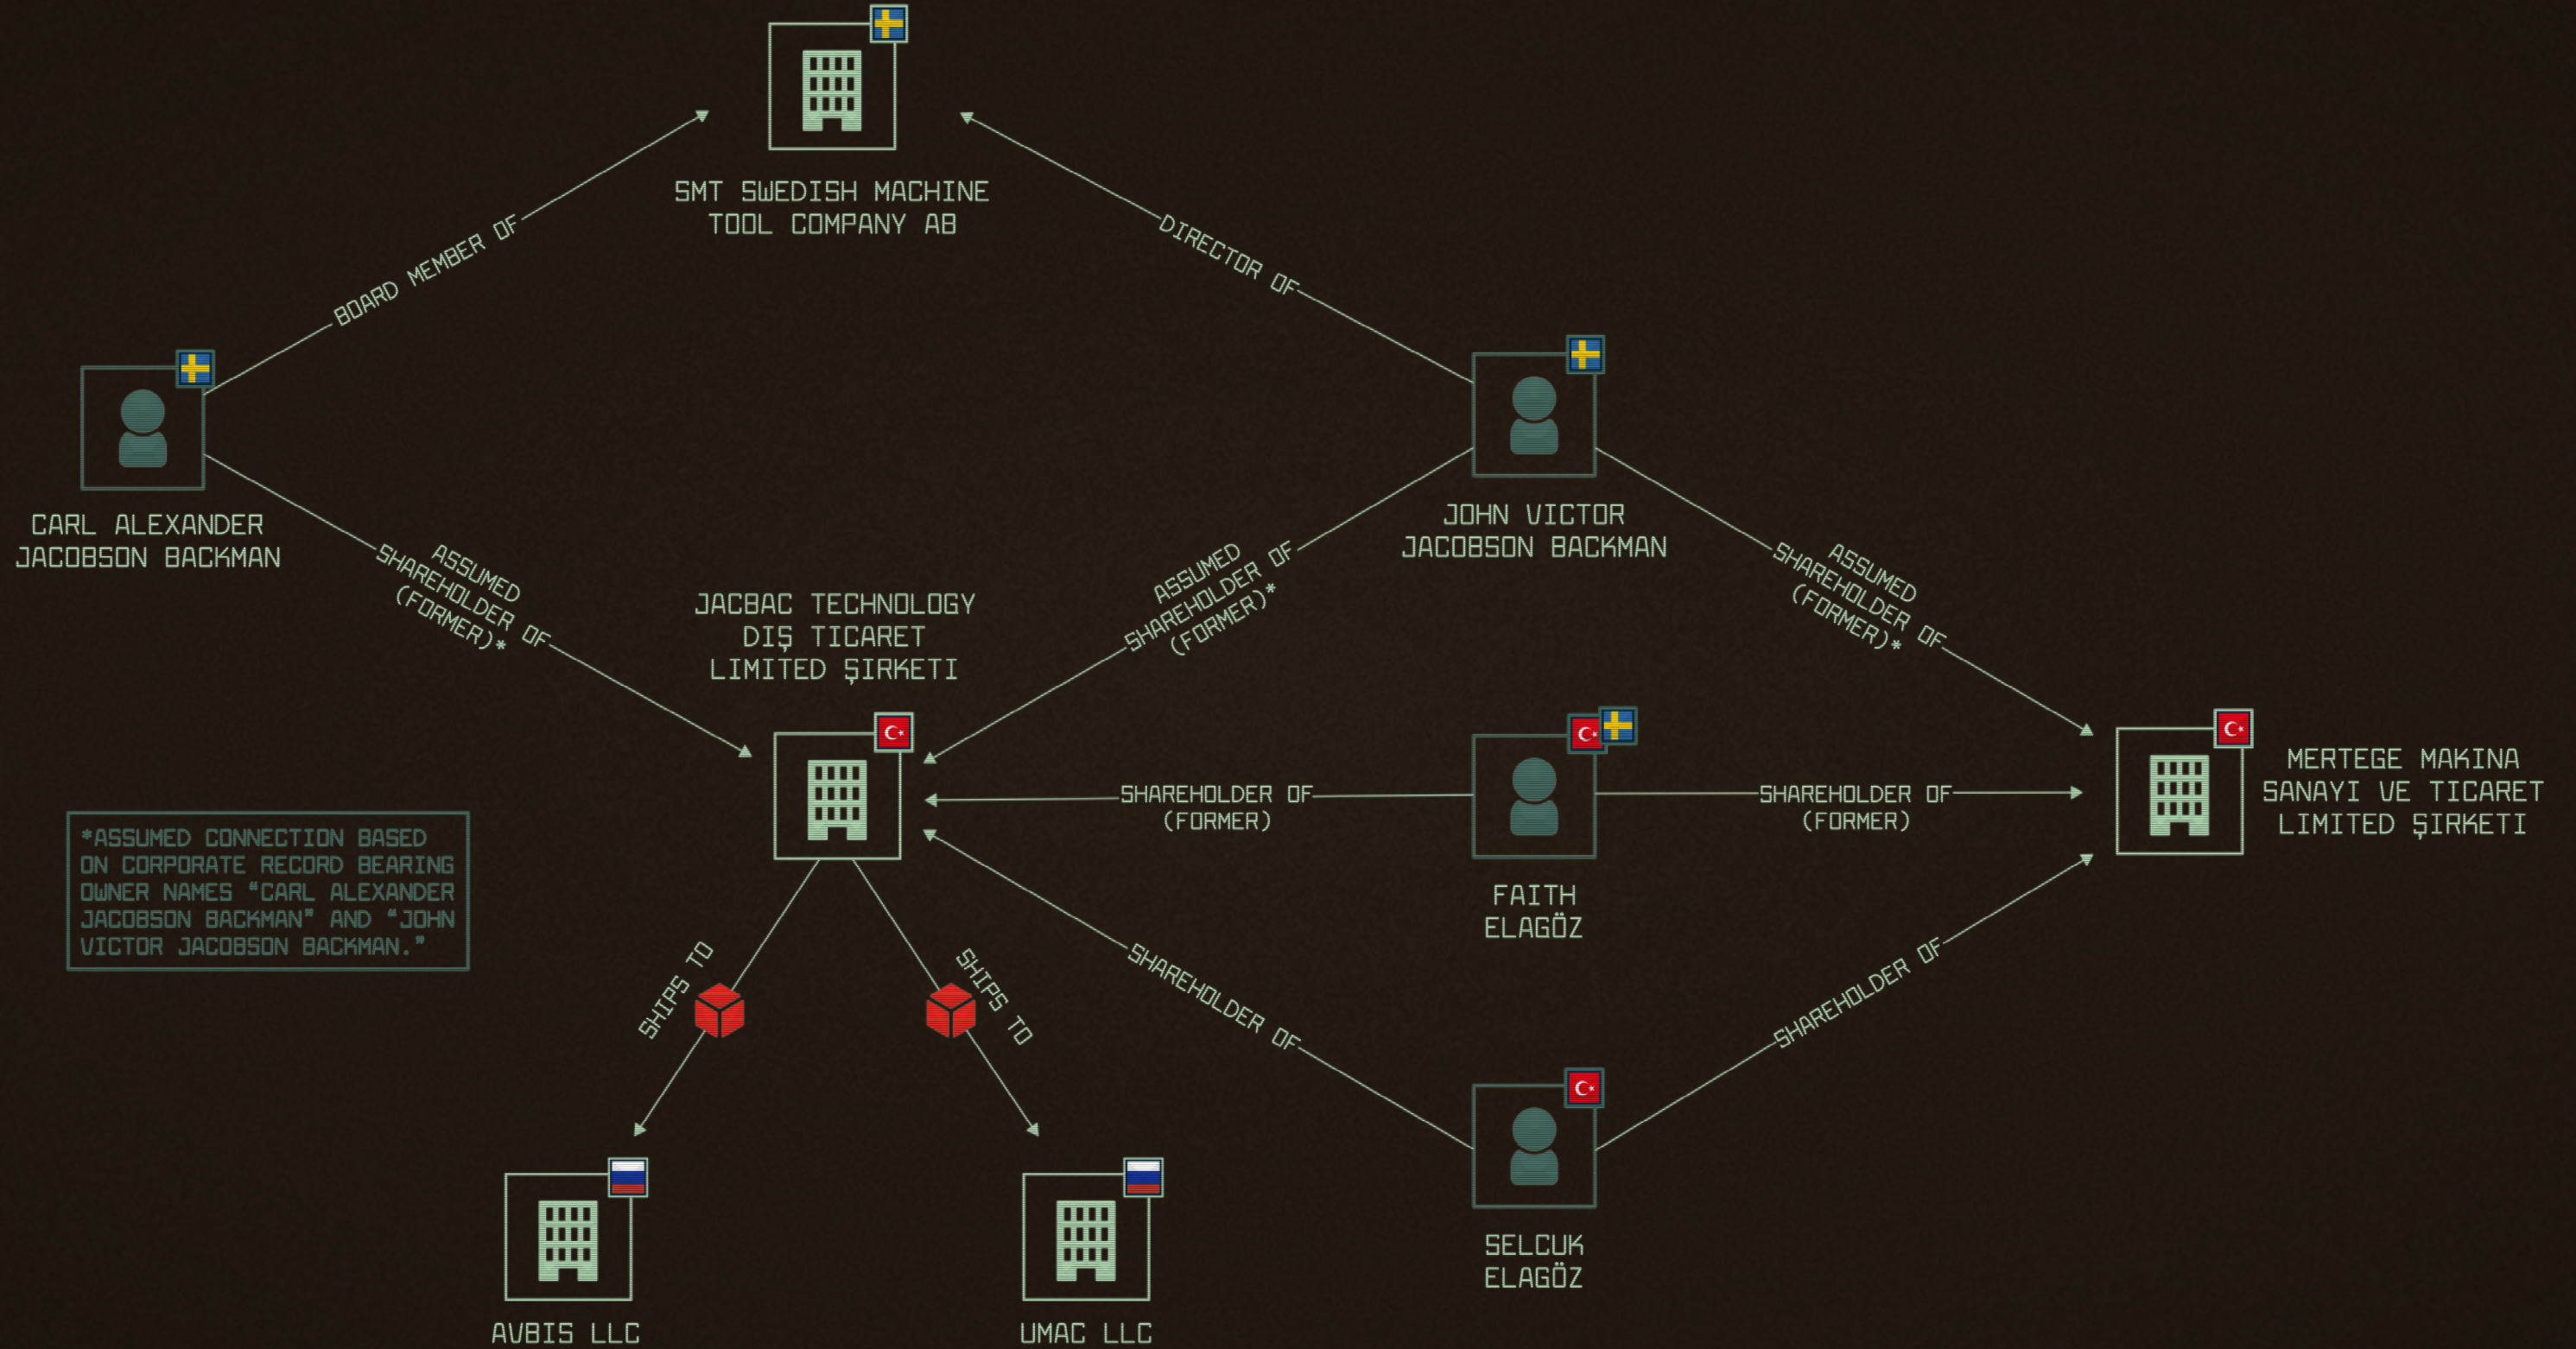 SMT SWEDISH MACHINE
TOOL COMPANY AB
BOARD MEMBER OF
DIRECTOR OF
CARL ALEXANDER
JACOBSON BACKMAN
JOHN VICTOR
JACOBSON BACKMAN
ASSUMED
SHAREHOLDER OF
(FORMER)*
ASSUMED
SHAREHOLDER OF
(FORMER)*
ASSUMED
SHAREHOLDER OF
(FORMER)*
JACBAC TECHNOLOGY
DIŞ TICARET
LIMITED ŞIRKETI
SHAREHOLDER OF
(FORMER)
SHAREHOLDER OF
(FORMER)
MERTEGE MAKINA
SANAYI VE TICARET
LIMITED ŞIRKETI
FAITH
ELAGÖZ
*ASSUMED CONNECTION BASED
ON CORPORATE RECORD BEARING
OWNER NAMES “CARL ALEXANDER
JACOBSON BACKMAN” AND “JOHN
VICTOR JACOBSON BACKMAN.”
SHIPS TO
SHIPS TO
SHAREHOLDER OF
SHAREHOLDER OF
SELCUK
ELAGÖZ
AVBIS LLC
UMAC LLC